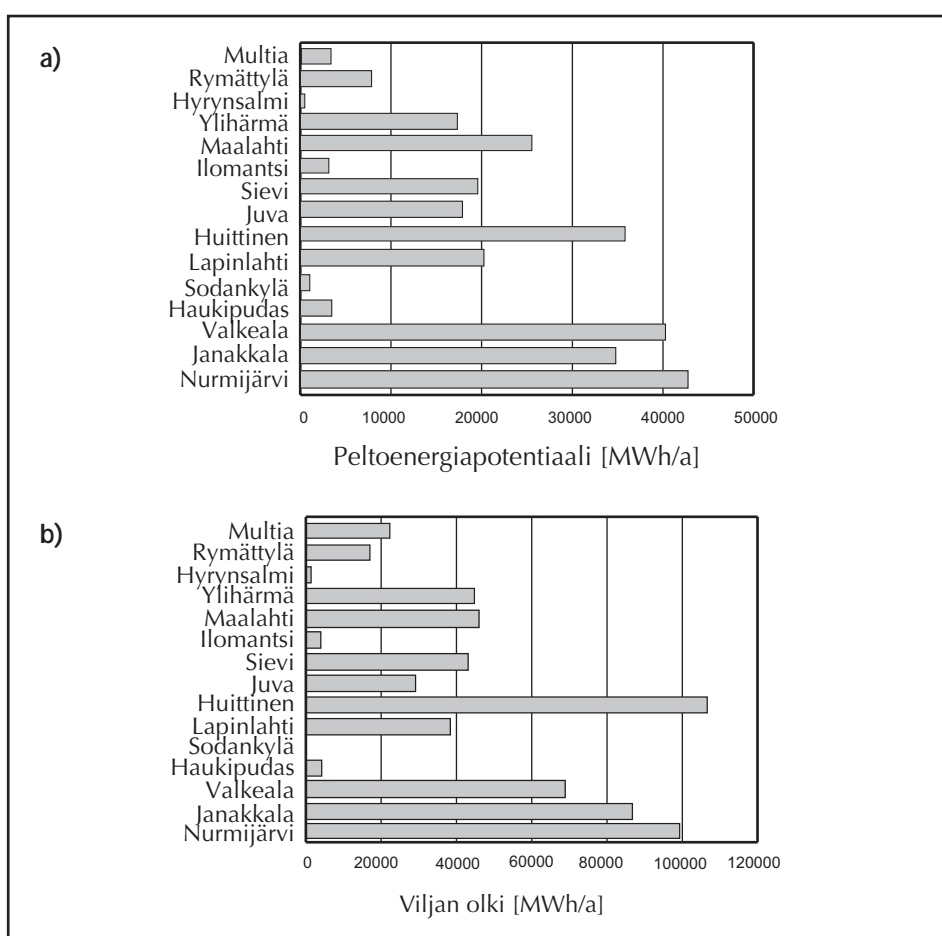 a)
Multia
Rymättylä
Hyrynsalmi
Ylihärmä
Maalahti
Ilomantsi
Sievi
Juva
Huittinen
Lapinlahti
Sodankylä
Haukipudas
Valkeala
Janakkala
Nurmijärvi
0 10000 20000 30000 40000 50000
Peltoenergiapotentiaali [MWh/a]
b)
Multia
Rymättylä
Hyrynsalmi
Ylihärmä
Maalahti
Ilomantsi
Sievi
Juva
Huittinen
Lapinlahti
Sodankylä
Haukipudas
Valkeala
Janakkala
Nurmijärvi
0 20000 40000 60000 80000 100000 120000
Viljan olki [MWh/a]